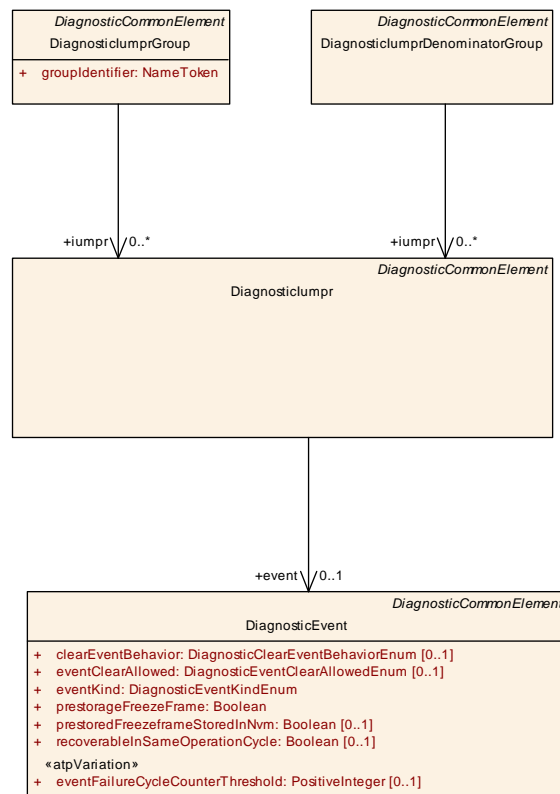 DiagnosticCommonElement
DiagnosticIumprGroup
+ groupIdentifier: NameToken
DiagnosticCommonElement
DiagnosticIumprDenominatorGroup
+iumpr 0..*
+iumpr 0..*
DiagnosticCommonElement
DiagnosticIumpr
+event 0..1
DiagnosticCommonElement
DiagnosticEvent
+ clearEventBehavior: DiagnosticClearEventBehaviorEnum [0..1]
+ eventClearAllowed: DiagnosticEventClearAllowedEnum [0..1]
+ eventKind: DiagnosticEventKindEnum
+ prestorageFreezeFrame: Boolean
+ prestoredFreezeframeStoredInNvm: Boolean [0..1]
+ recoverableInSameOperationCycle: Boolean [0..1]
«atpVariation»
+ eventFailureCycleCounterThreshold: PositiveInteger [0..1]